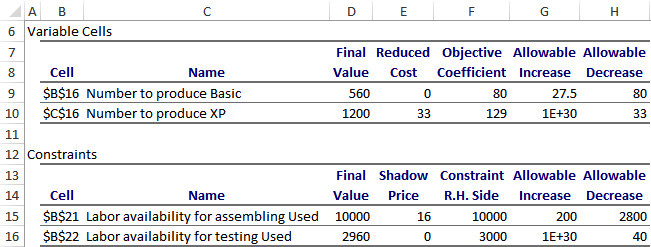 A B C D E F G H
6 Variable Cells
7 Final Reduced Objective Allowable Allowable
8 Cell Name Value Cost Coefficient Increase Decrease
9 $B$16 Number to produce Basic 560 0 80 27.5 80
10 $C$16 Number to produce XP 1200 33 129 1E+30 33
11
12 Constraints
13 Final Shadow Constraint Allowable Allowable
14 Cell Name Value Price R.H. Side Increase Decrease
15 $B$21 Labor availability for assembling Used 10000 16 10000 200 2800
16 $B$22 Labor availability for testing Used 2960 0 3000 1E+30 40